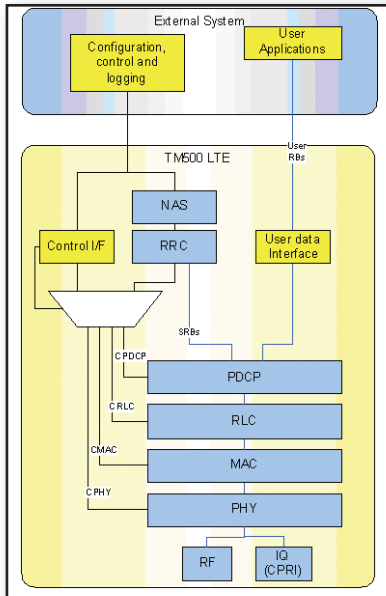 External System
Configuration,
control and
logging
User
Applications
User
RBs
TM500 LTE
NAS
Control I/F
RRC
User data
Interface
SRBs
CPDCP
PDCP
CRLC
RLC
CMAC
MAC
CPHY
PHY
RF
IQ
(CPRI)